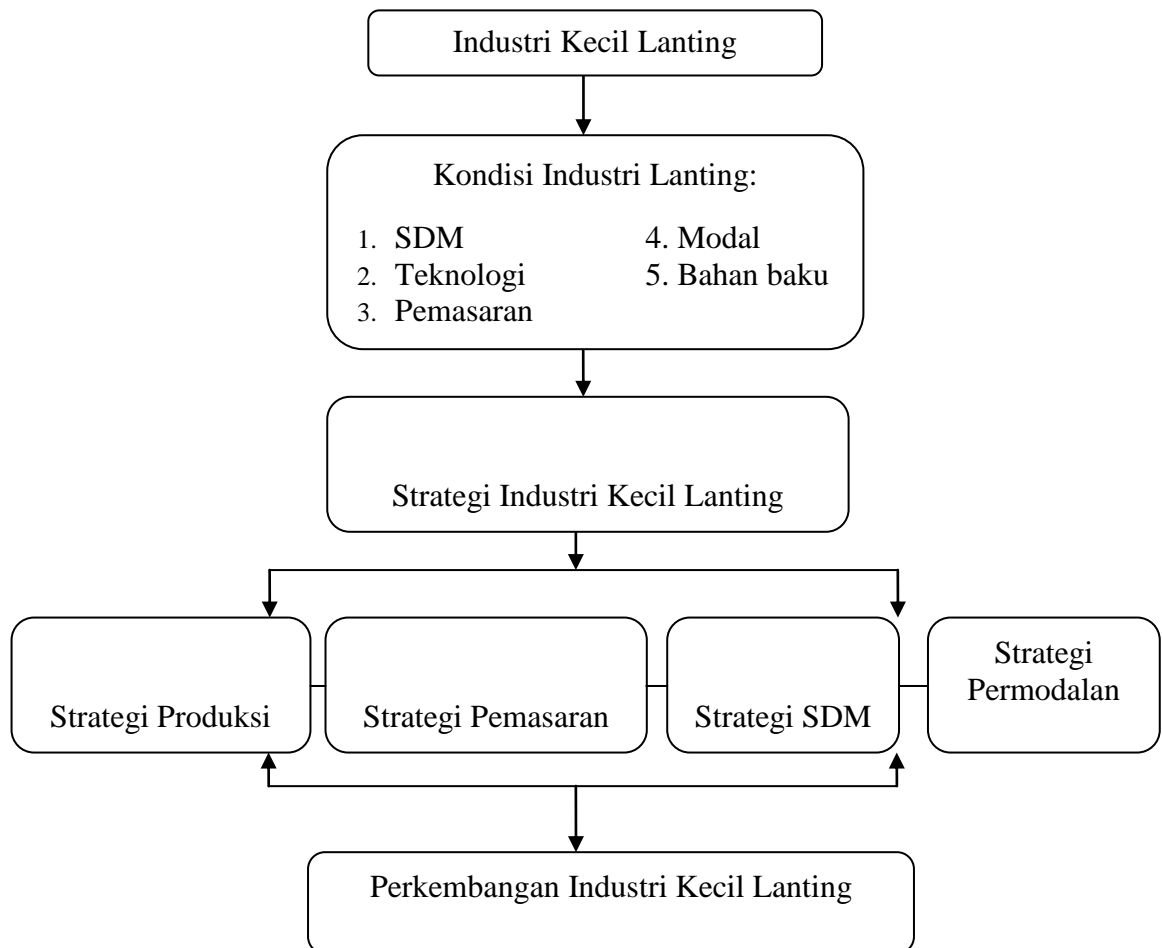 Industri Kecil Lanting
Kondisi Industri Lanting:
1. SDM
2. Teknologi
3. Pemasaran
4. Modal
5. Bahan baku
Strategi Industri Kecil Lanting
Strategi Produksi
Strategi Pemasaran
Strategi SDM
Strategi
Permodalan
Perkembangan Industri Kecil Lanting